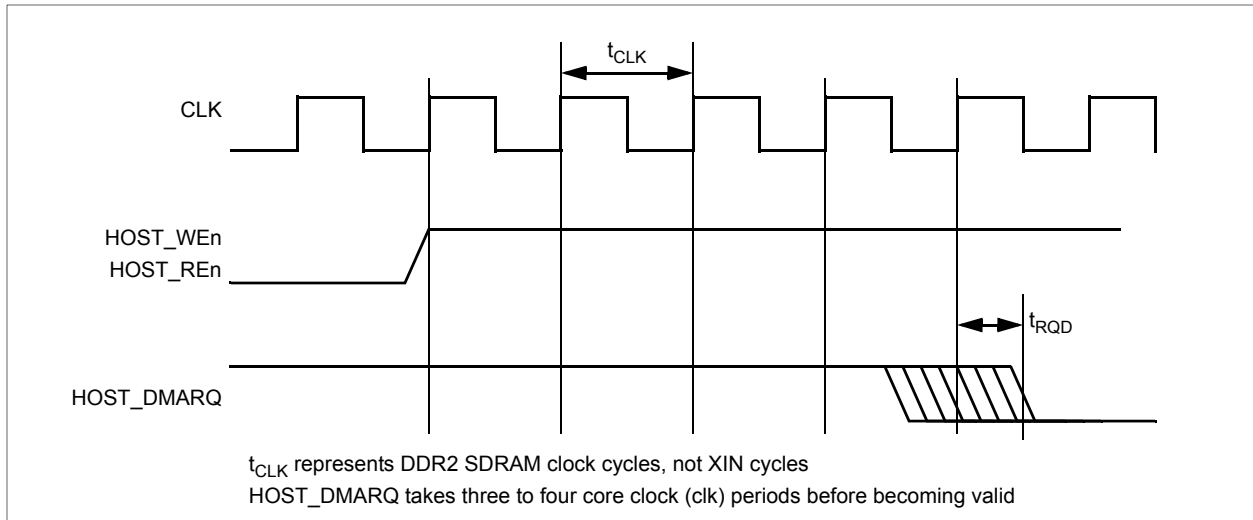 tCLK
CLK
HOST_WEn
HOST_REn
tRQD
HOST_DMARQ
tCLK represents DDR2 SDRAM clock cycles, not XIN cycles
HOST_DMARQ takes three to four core clock (clk) periods before becoming valid